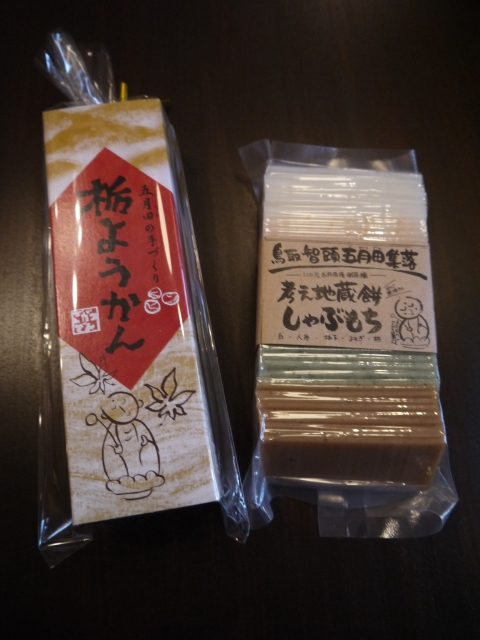 五月田の手づくり
栃ようかん
鳥取智頭五月田集落
考え地蔵餅
しゃぶもち